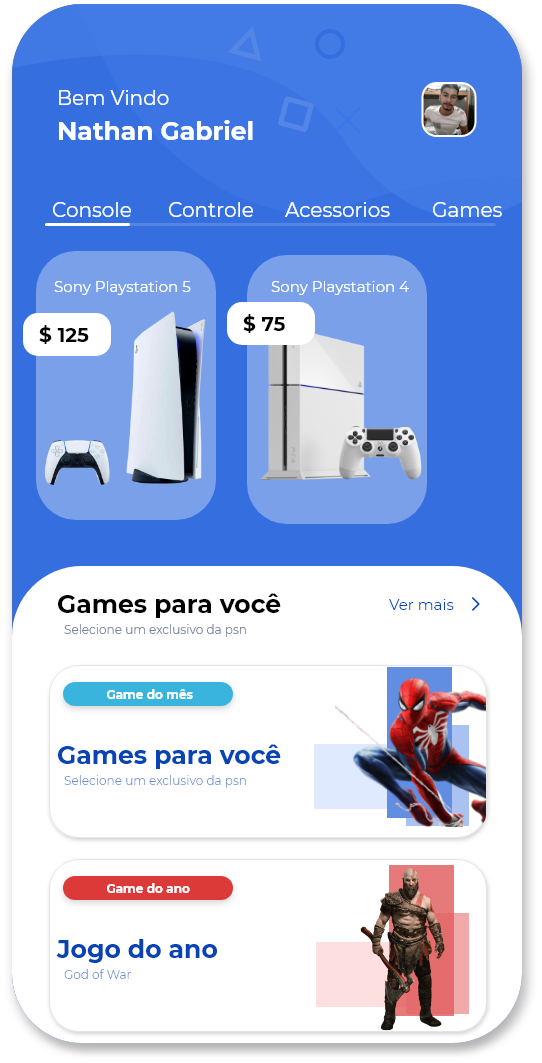 Bem Vindo
Nathan Gabriel
Console Controle Acessorios Games
Sony Playstation 5
Sony Playstation 4
$ 125
$ 75
Games para você
Ver mais
Selecione um exclusivo da psn
Game do mês
Games para você
Selecione um exclusivo da psn
Game do ano
Jogo do ano
God of War